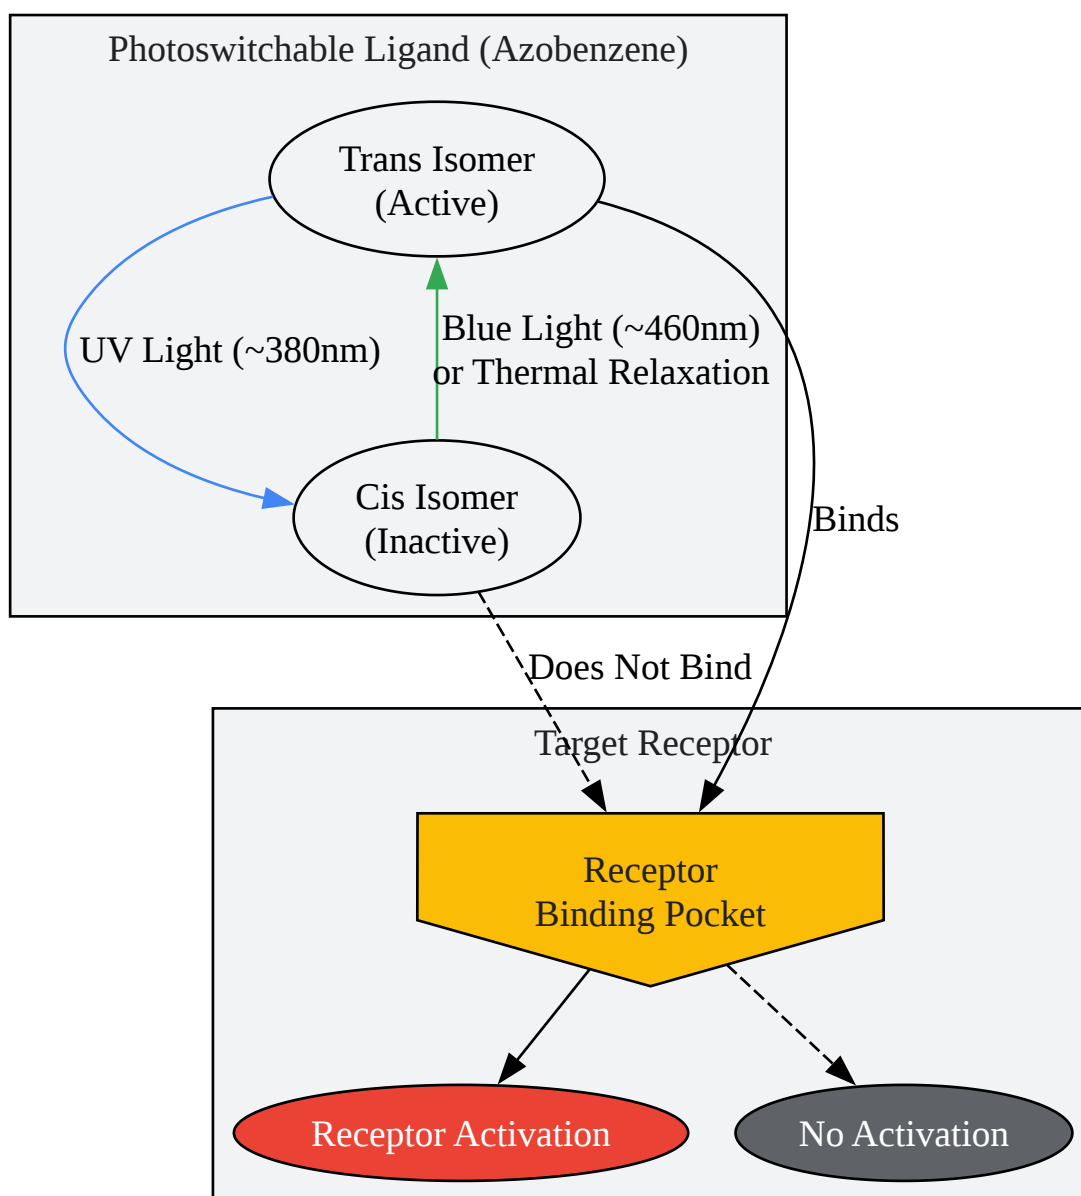 Photoswitchable Ligand (Azobenzene)
Trans Isomer
(Active)
UV Light (~380nm)
Blue Light (~460nm)
or Thermal Relaxation
Cis Isomer
(Inactive)
Binds
Does Not Bind
Target Receptor
Receptor
Binding Pocket
Receptor Activation
No Activation